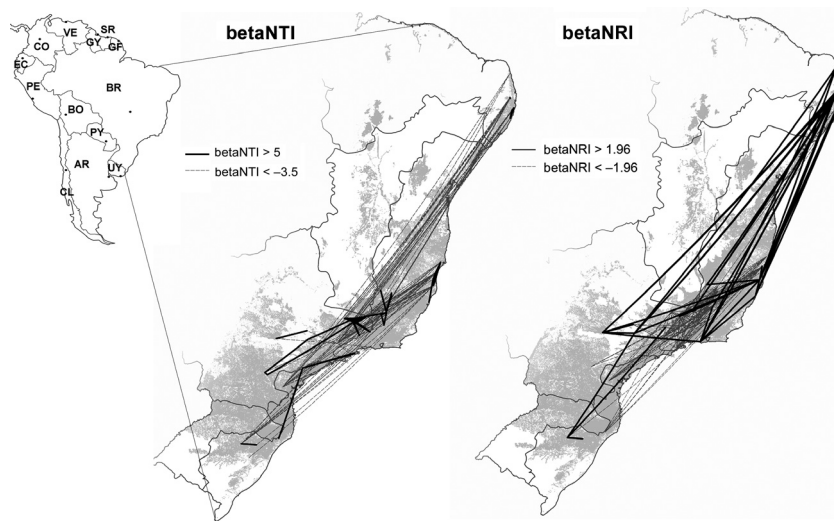 VE
SR
CO
GY
GF
EC
PE
BR
BO
PY
AR
UY
CL
betaNTI
betaNTI > 5
betaNTI < –3.5
betaNRI
betaNRI > 1.96
betaNRI < –1.96